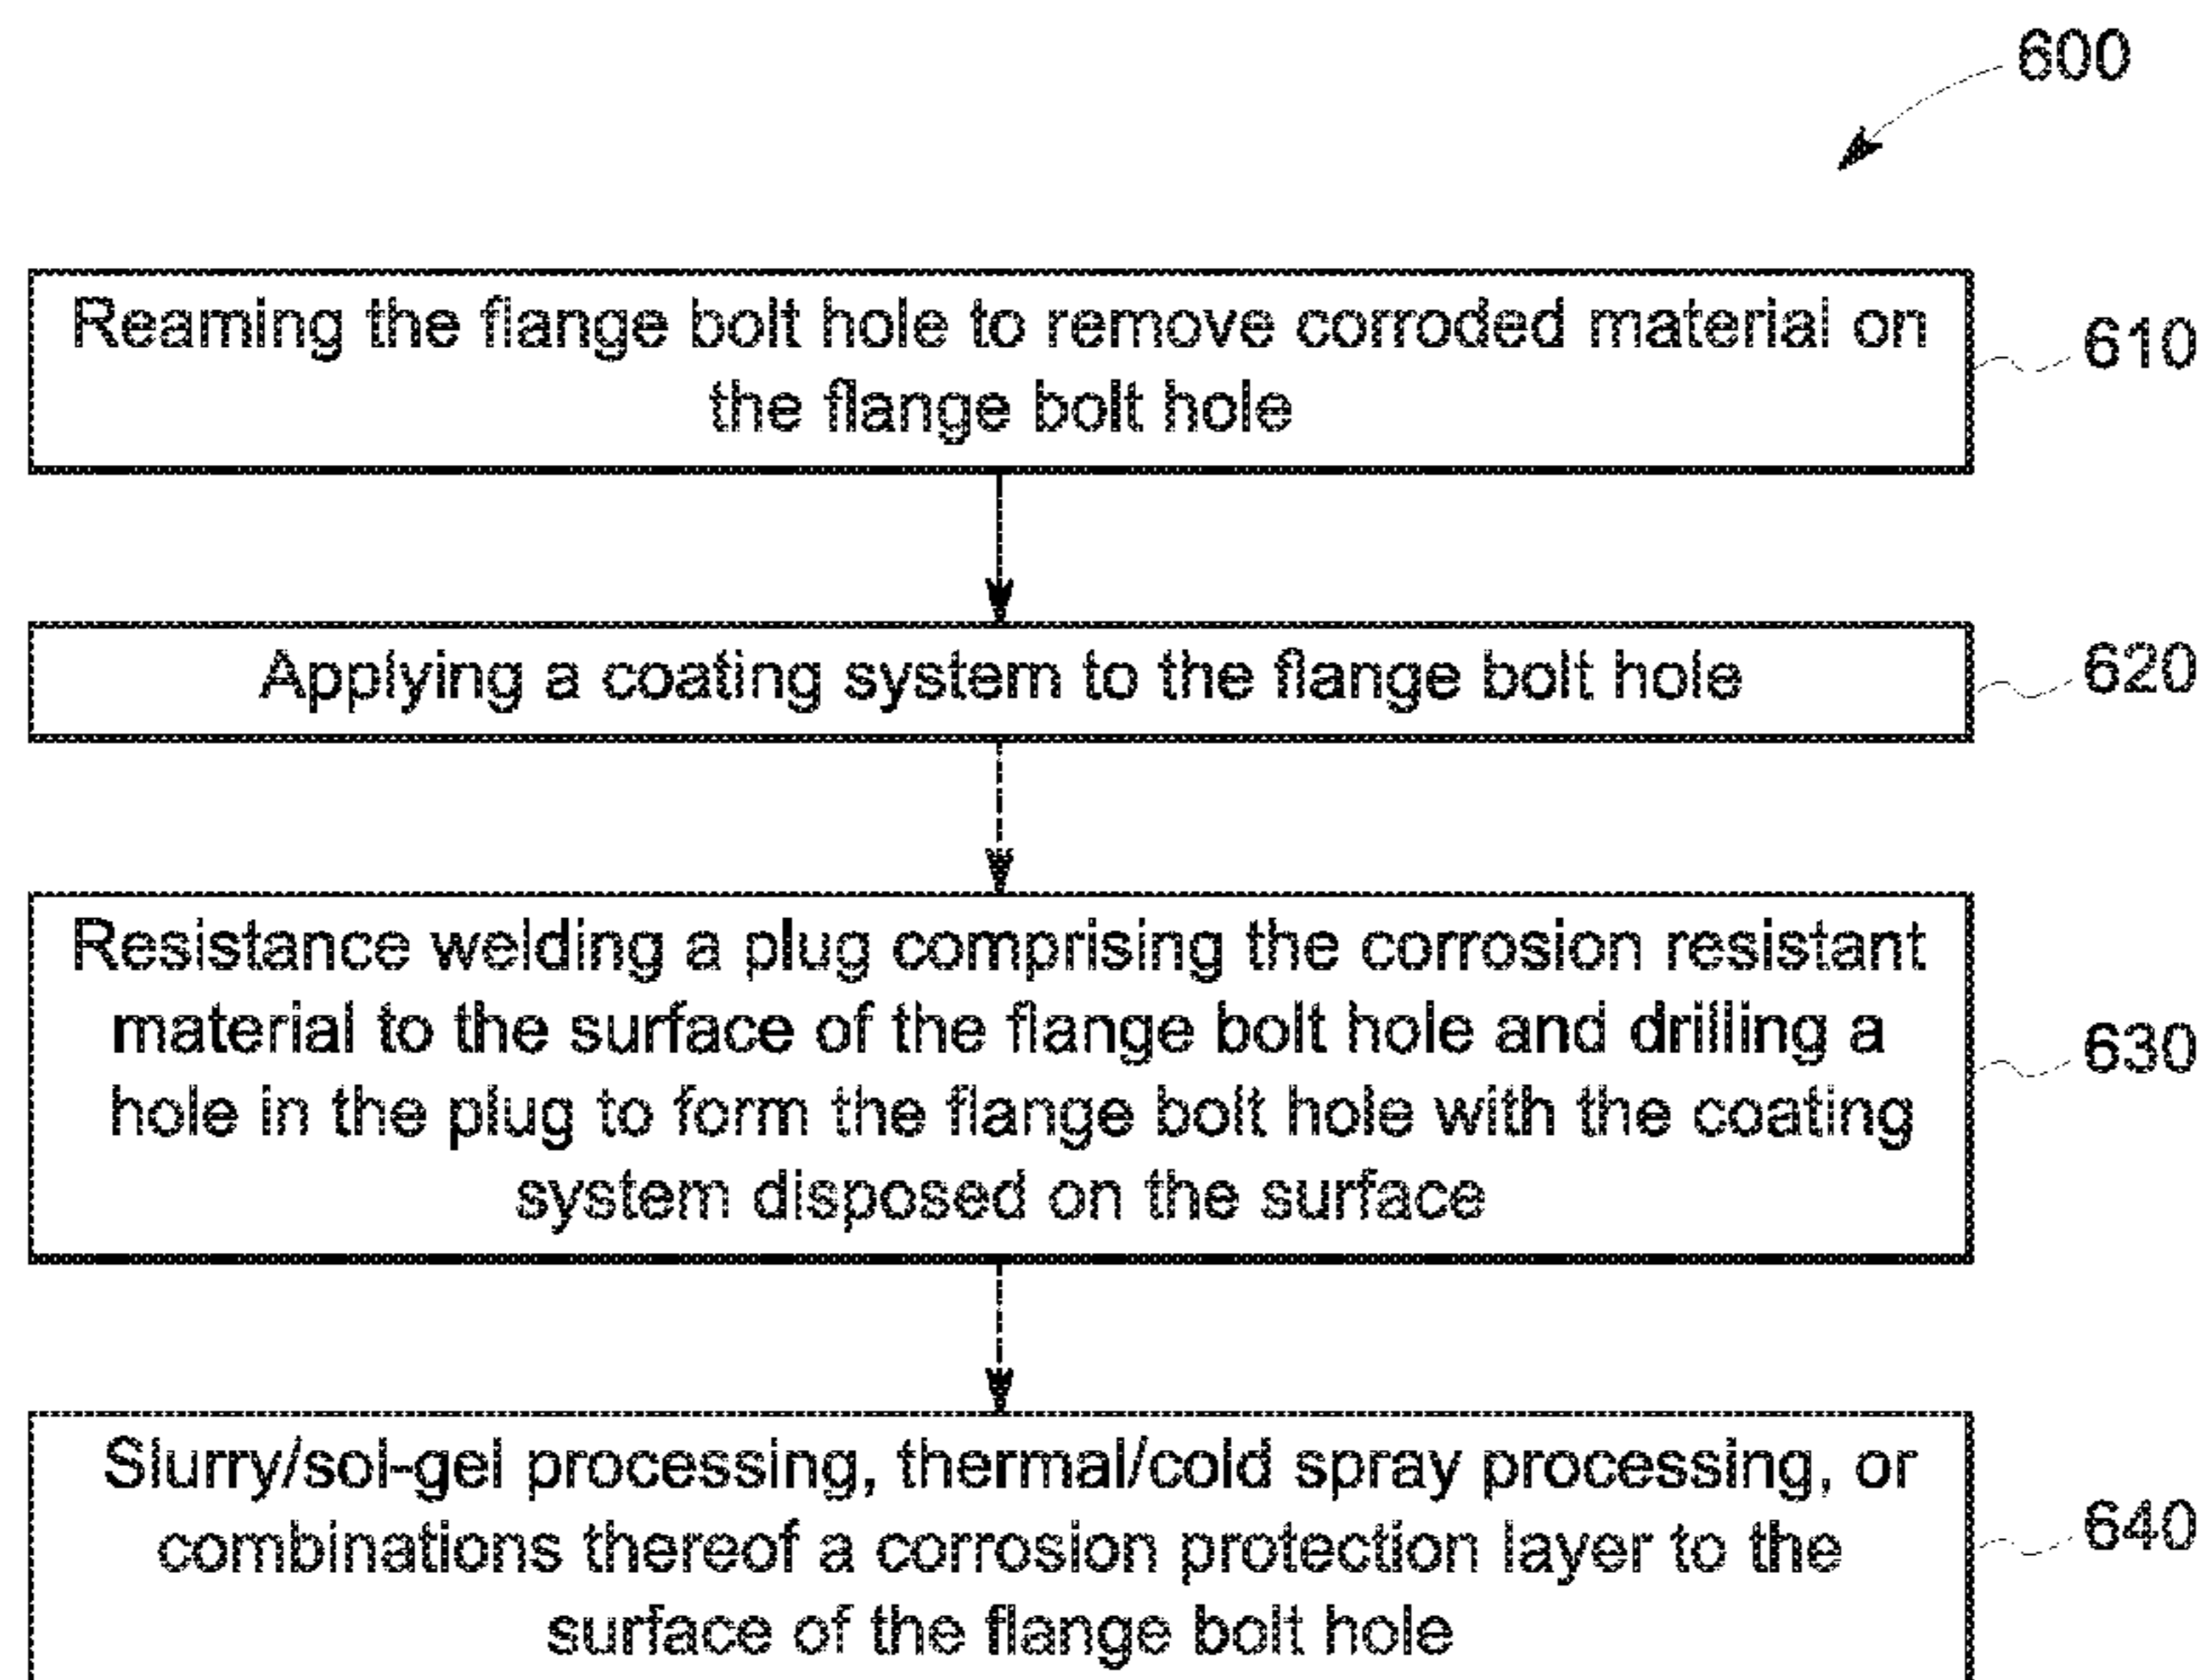 600
Reaming the flange bolt hole to remove corroded material on
the flange bolt hole
610
Applying a coating system to the flange bolt hole
620
Resistance welding a plug comprising the corrosion resistant
material to the surface of the flange bolt hole and drilling a
hole in the plug to form the flange bolt hole with the coating
system disposed on the surface
630
Slurry/sol-gel processing, thermal/cold spray processing, or
combinations thereof a corrosion protection layer to the
surface of the flange bolt hole
640